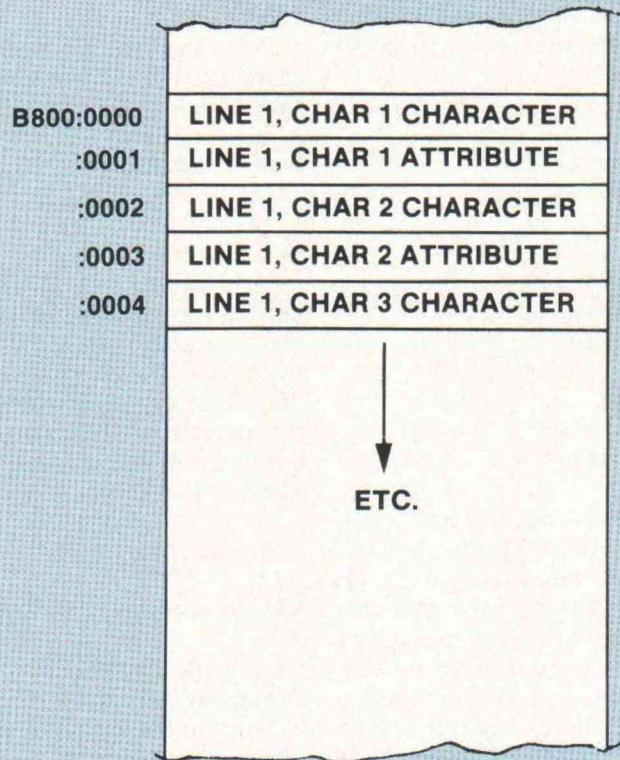 B800:0000 LINE 1, CHAR 1 CHARACTER
:0001 LINE 1, CHAR 1 ATTRIBUTE
:0002 LINE 1, CHAR 2 CHARACTER
:0003 LINE 1, CHAR 2 ATTRIBUTE
:0004 LINE 1, CHAR 3 CHARACTER
ETC.